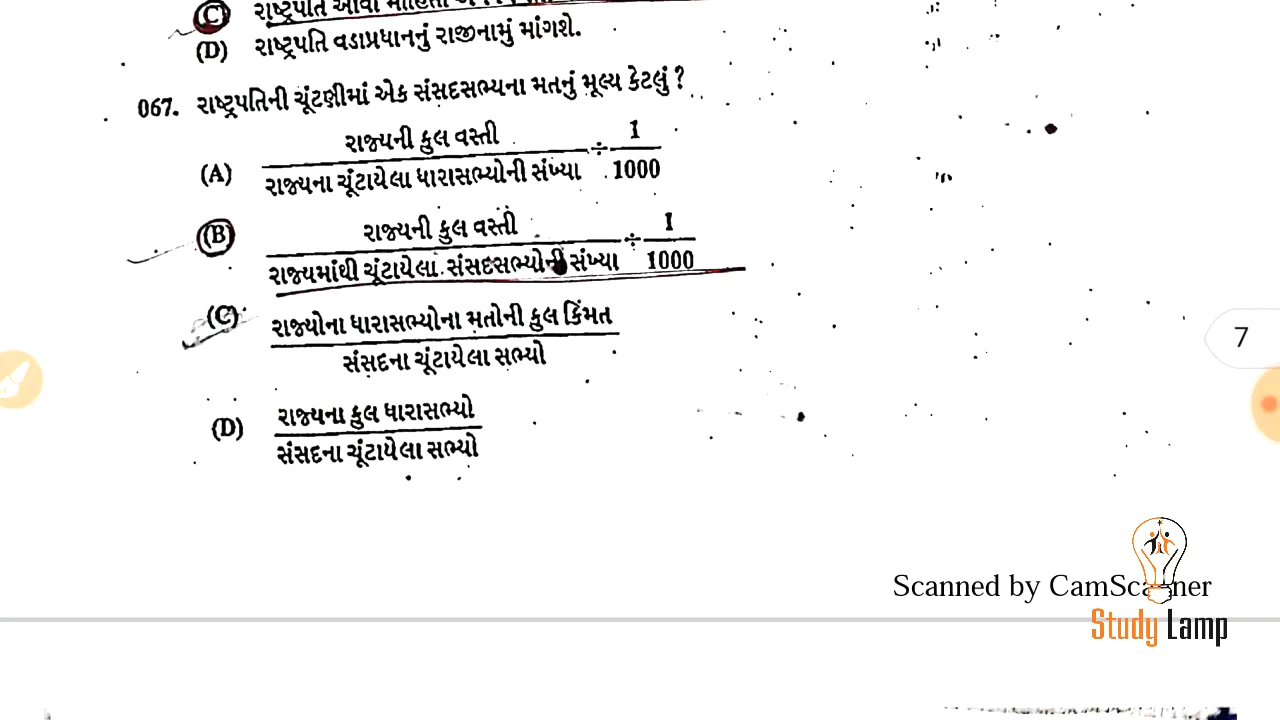 (C) રાષ્ટ્રપતિ આવી માહિતી
(D) રાષ્ટ્રપતિ વડાપ્રધાનનું રાજીનામું માંગશે.
067. રાષ્ટ્રપતિની ચૂંટણીમાં એક સંસદસભ્યના મતનું મૂલ્ય કેટલું ?
રાજ્યની કુલ વસ્તી 1
(A) ÷
રાજ્યના ચૂંટાયેલા ધારાસભ્યોની સંખ્યા 1000
રાજ્યની કુલ વસ્તી 1
(B) ÷
રાજ્યમાંથી ચૂંટાયેલા સંસદસભ્યોની સંખ્યા 1000
(C) રાજ્યોના ધારાસભ્યોના મતોની કુલ કિંમત
સંસદના ચૂંટાયેલા સભ્યો
7
(D) રાજ્યના કુલ ધારાસભ્યો
સંસદના ચૂંટાયેલા સભ્યો
Scanned by CamScanner
Study Lamp